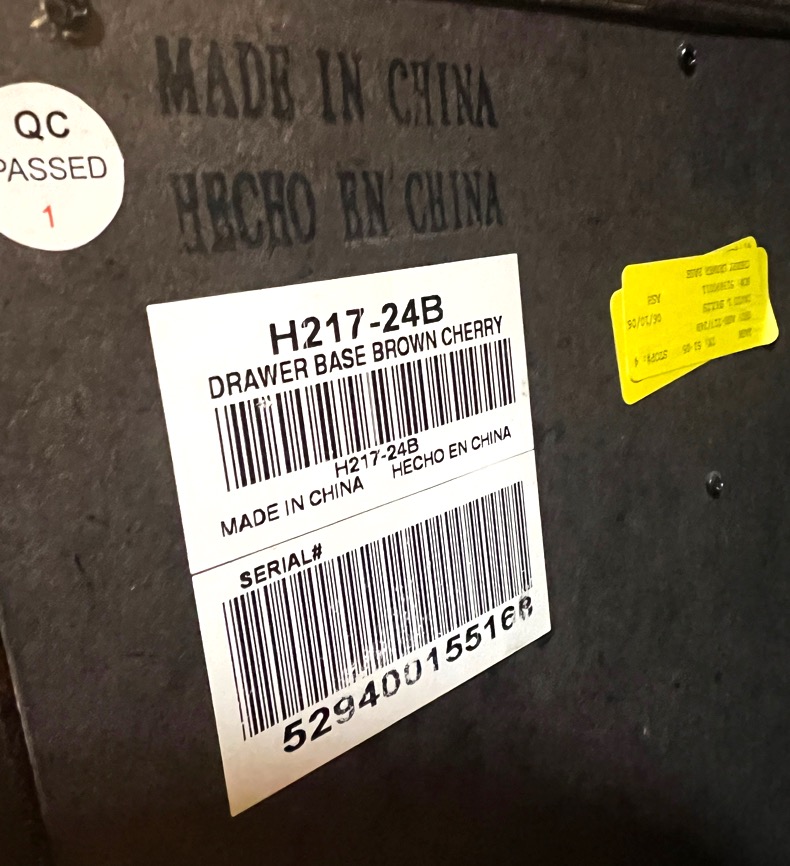 MADE IN CHINA
HECHO EN CHINA
QC
PASSED
1
H217-24B
DRAWER BASE BROWN CHERRY
H217-24B
MADE IN CHINA HECHO EN CHINA
SERIAL#
529400155168